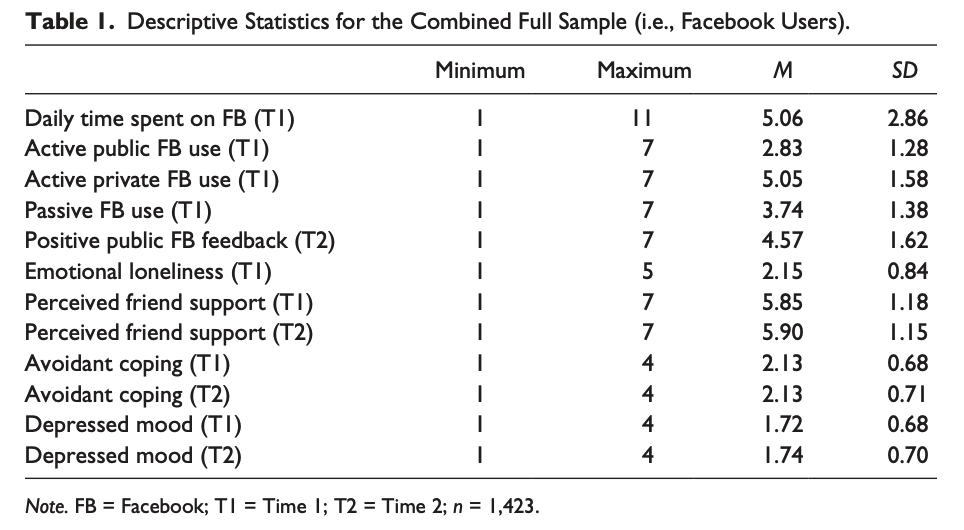 Table 1. Descriptive Statistics for the Combined Full Sample (i.e., Facebook Users).
Minimum Maximum M SD
Daily time spent on FB (T1) 1 11 5.06 2.86
Active public FB use (T1) 1 7 2.83 1.28
Active private FB use (T1) 1 7 5.05 1.58
Passive FB use (T1) 1 7 3.74 1.38
Positive public FB feedback (T2) 1 7 4.57 1.62
Emotional loneliness (T1) 1 5 2.15 0.84
Perceived friend support (T1) 1 7 5.85 1.18
Perceived friend support (T2) 1 7 5.90 1.15
Avoidant coping (T1) 1 4 2.13 0.68
Avoidant coping (T2) 1 4 2.13 0.71
Depressed mood (T1) 1 4 1.72 0.68
Depressed mood (T2) 1 4 1.74 0.70
Note. FB = Facebook; T1 = Time 1; T2 = Time 2; n = 1,423.